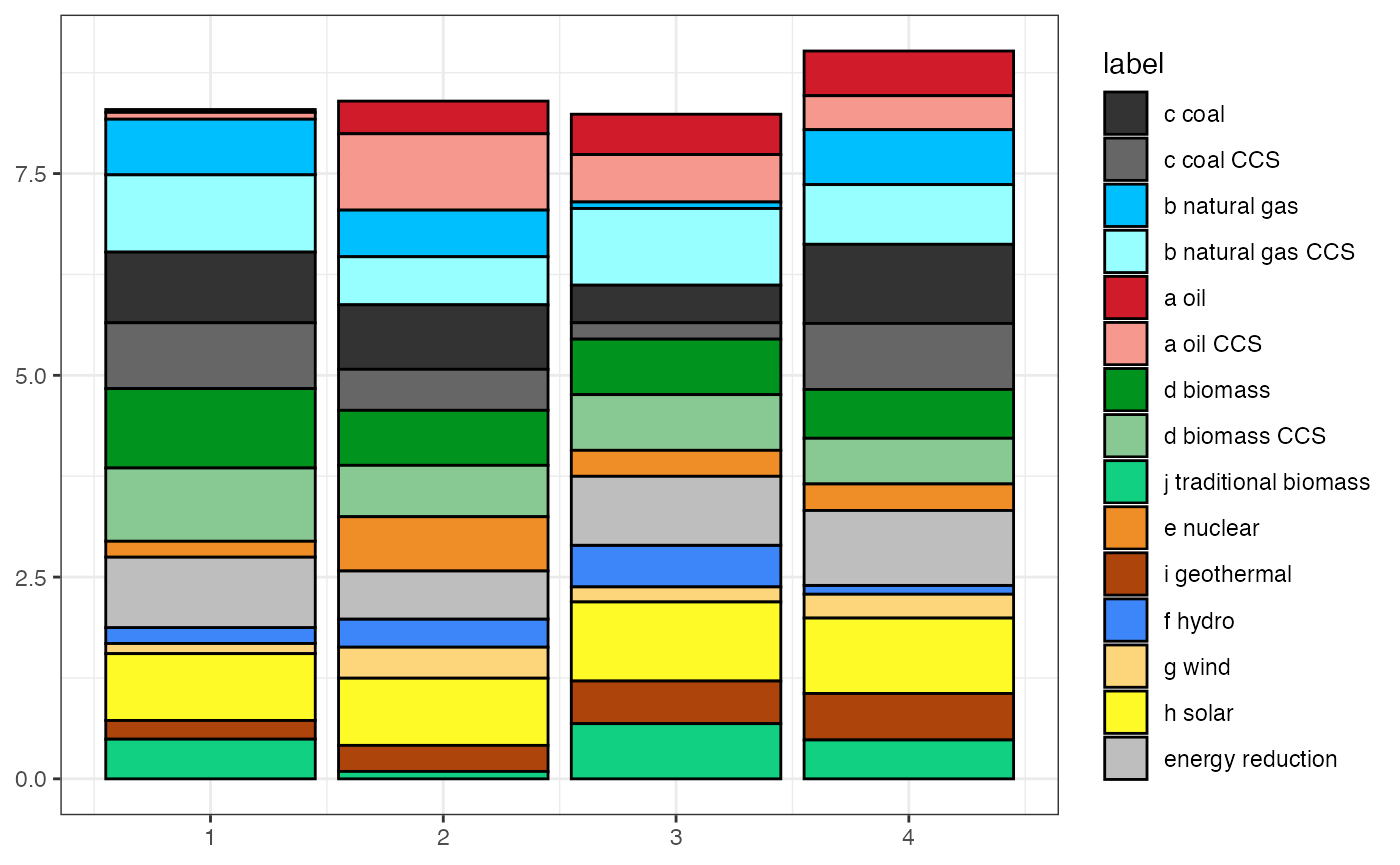 7.5
5.0
2.5
0.0
1
2
3
4
label
c coal
c coal CCS
b natural gas
b natural gas CCS
a oil
a oil CCS
d biomass
d biomass CCS
j traditional biomass
e nuclear
i geothermal
f hydro
g wind
h solar
energy reduction